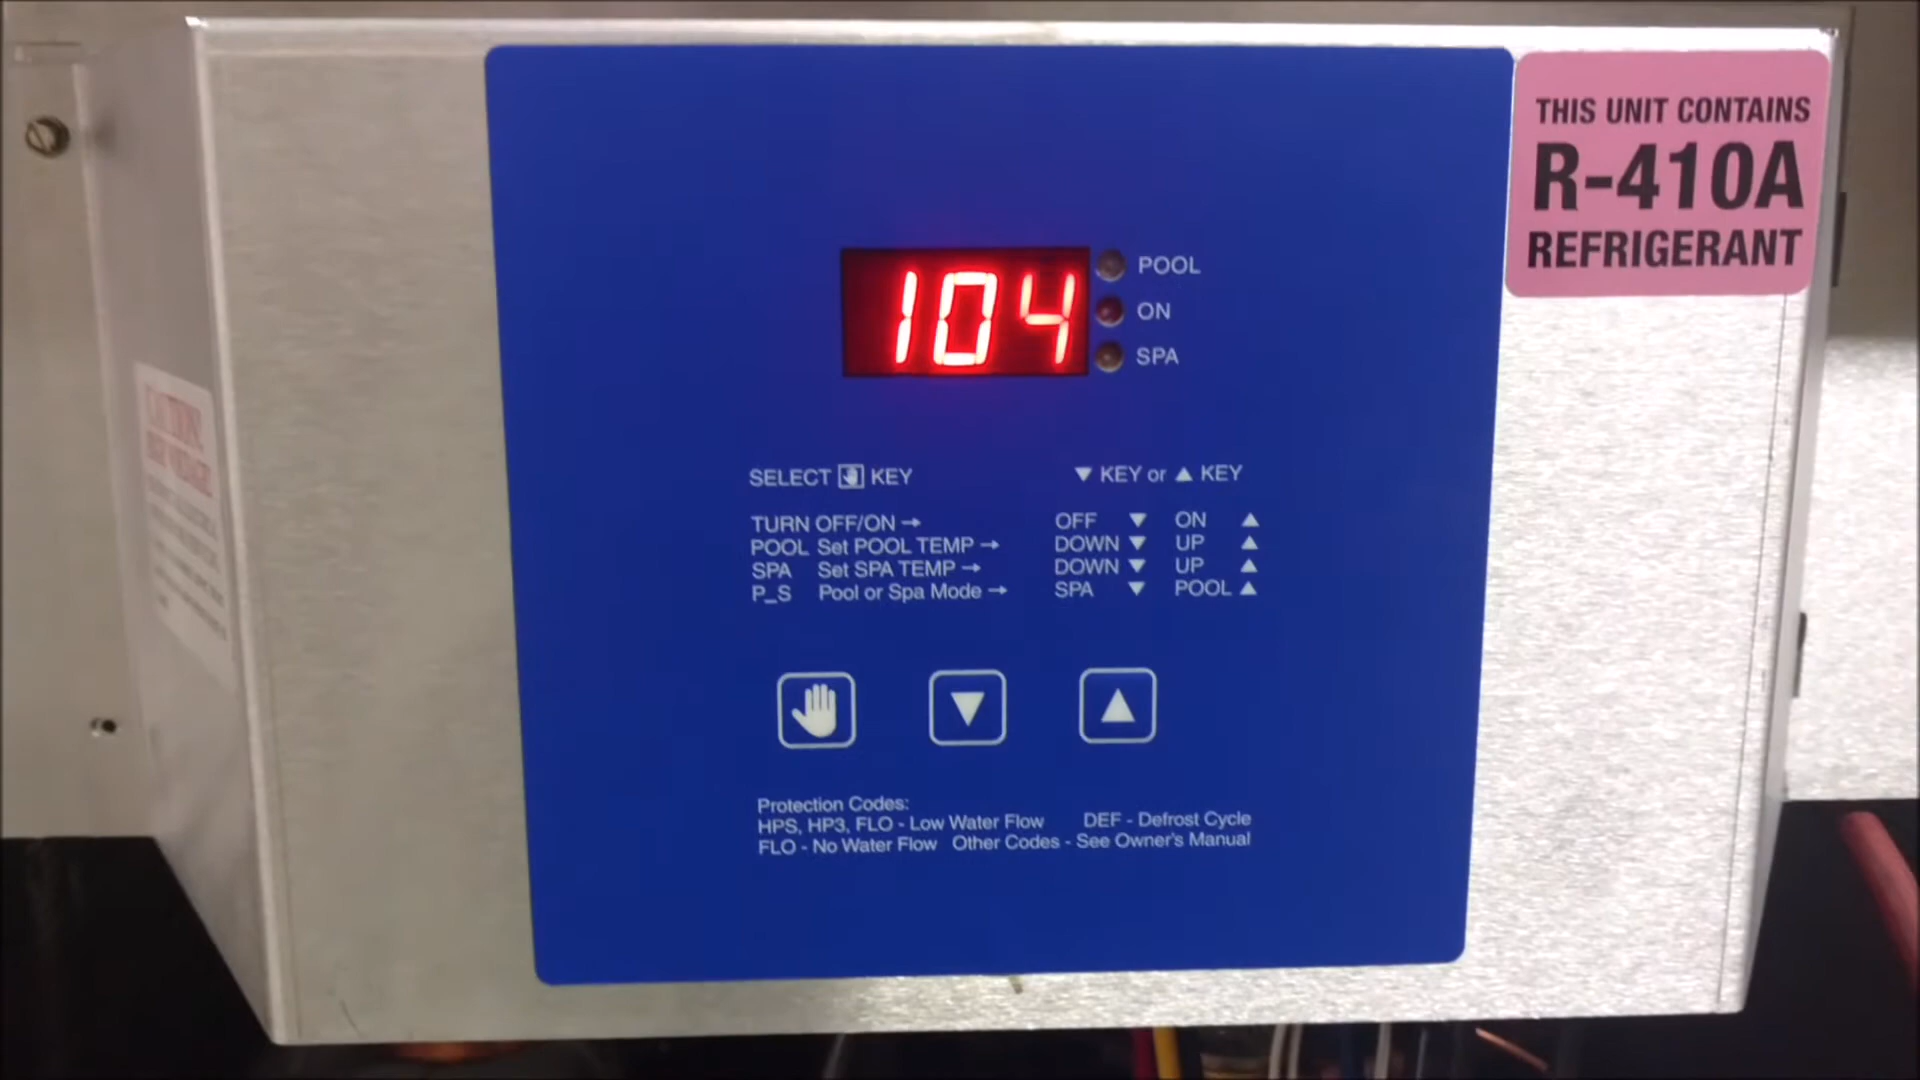 THIS UNIT CONTAINS
R-410A
REFRIGERANT
104
POOL
ON
SPA
SELECT KEY ▼ KEY or ▲ KEY
TURN OFF/ON → OFF ▼ ON ▲
POOL Set POOL TEMP → DOWN ▼ UP ▲
SPA Set SPA TEMP → DOWN ▼ UP ▲
P_S Pool or Spa Mode → SPA ▼ POOL ▲
Protection Codes:
HPS, HP3, FLO - Low Water Flow DEF - Defrost Cycle
FLO - No Water Flow Other Codes - See Owner's Manual